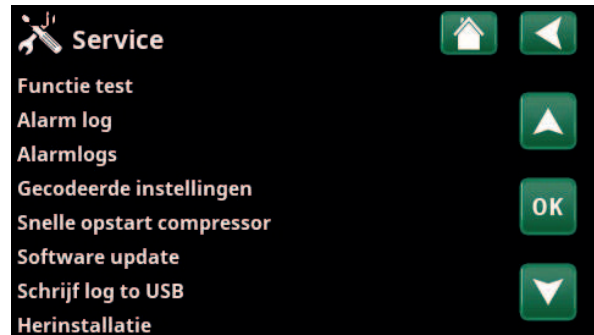 Service
Functie test
Alarm log
Alarmlogs
Gecodeerde instellingen
Snelle opstart compressor
OK
Software update
Schrijf log to USB
Herinstallatie